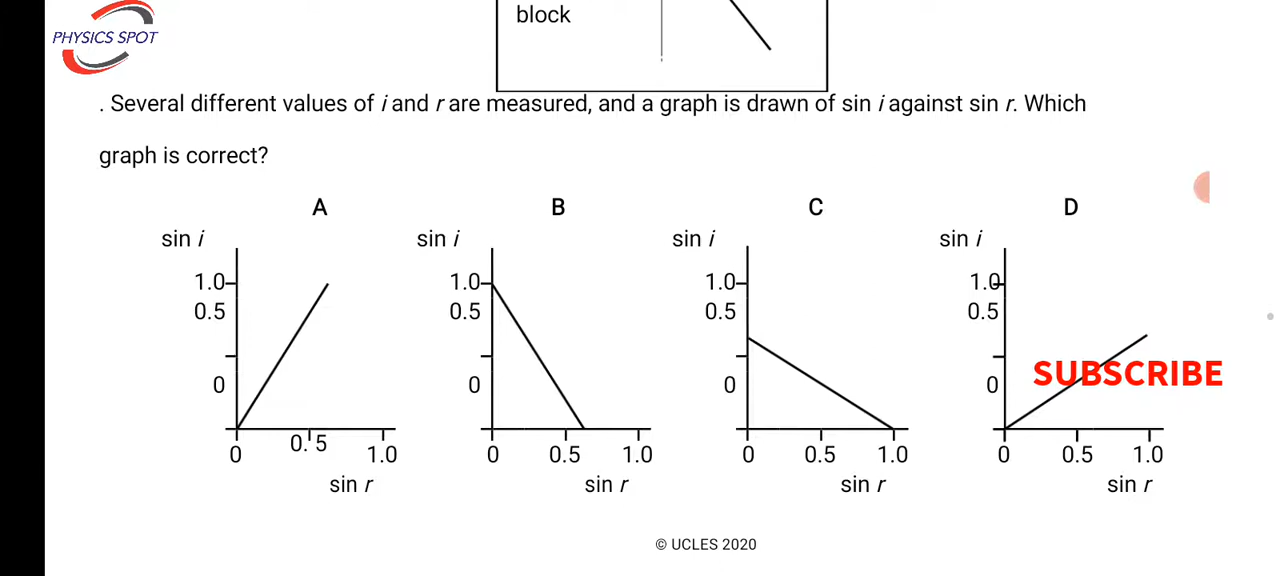 block
PHYSICS SPOT
. Several different values of i and r are measured, and a graph is drawn of sin i against sin r. Which
graph is correct?
A B C D
sin i sin i sin i sin i
1.0 1.0 1.0 1.0
0.5 0.5 0.5 0.5
SUBSCRIBE
0 0 0 0
0 0.5 1.0 0 0.5 1.0 0 0.5 1.0 0 0.5 1.0
sin r sin r sin r sin r
© UCLES 2020